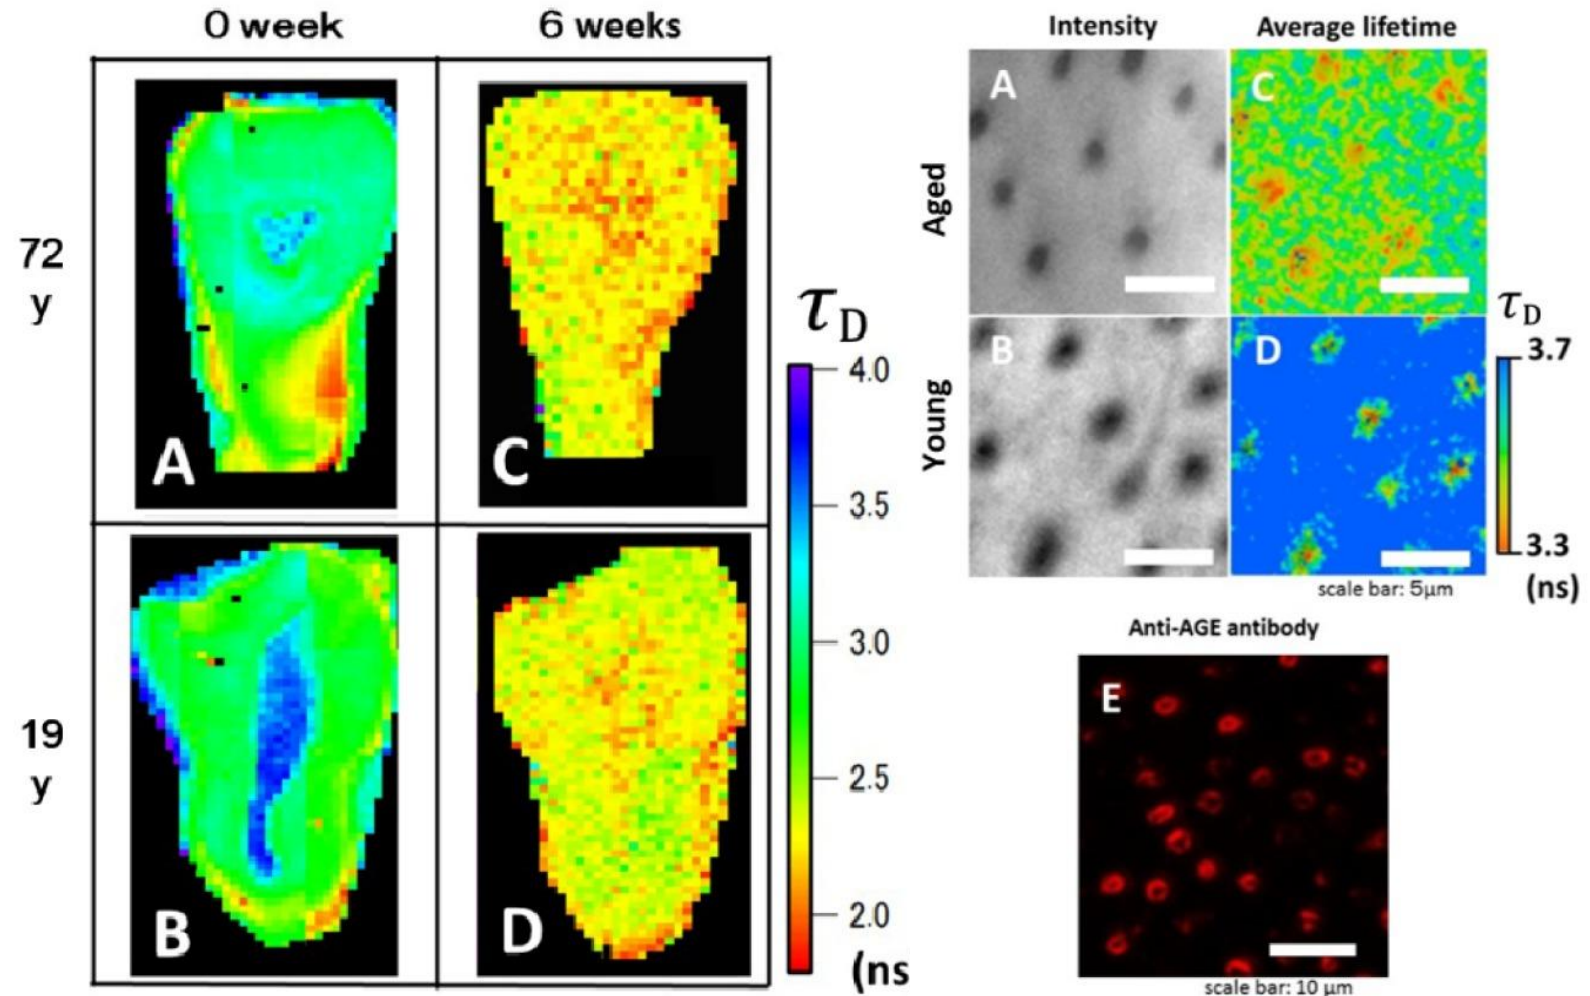 0 week
6 weeks
72
y
A
C
19
y
B
D
τD
4.0
3.5
3.0
2.5
2.0
(ns
Intensity
Average lifetime
Aged
A
C
Young
B
D
τD
3.7
3.3
(ns)
scale bar: 5μm
Anti-AGE antibody
E
scale bar: 10 μm